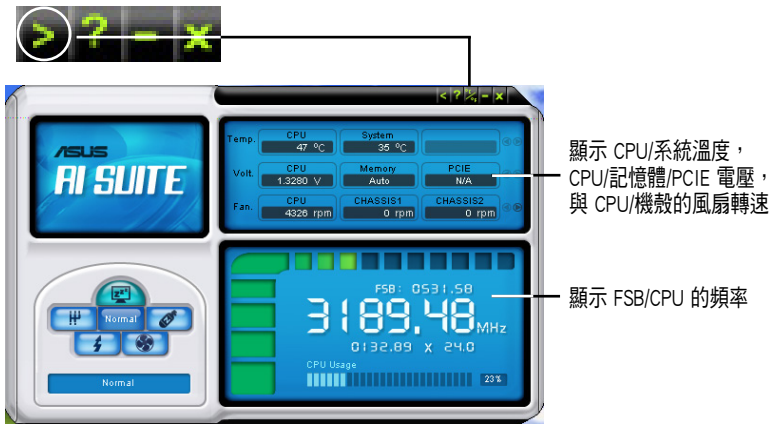 > ? - x
< ? - x
ASUS
AI SUITE
Temp. CPU System
47 °C 35 °C
Volt. CPU Memory PCIE
1.3280 V Auto N/A
Fan. CPU CHASSIS1 CHASSIS2
4326 rpm 0 rpm 0 rpm
顯示 CPU/系統溫度，
CPU/記憶體/PCIE 電壓，
與 CPU/機殼的風扇轉速
FSB: 0531.58
3189.48 MHz
0132.89 x 24.0
CPU Usage
23%
顯示 FSB/CPU 的頻率
Normal
Normal